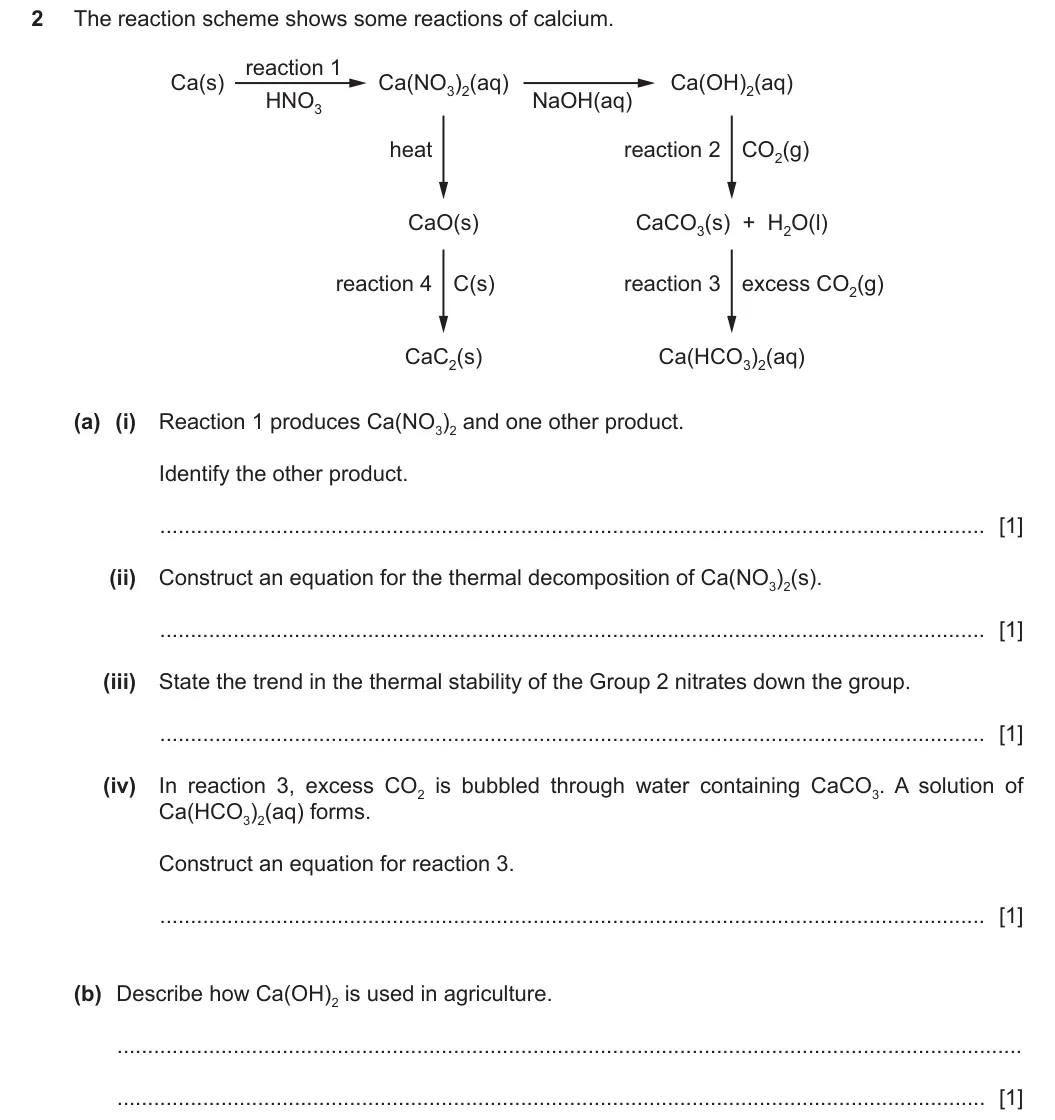 2 The reaction scheme shows some reactions of calcium.
reaction 1
Ca(s) Ca(NO₃)₂(aq) Ca(OH)₂(aq)
HNO₃ NaOH(aq)
heat reaction 2 CO₂(g)
CaO(s) CaCO₃(s) + H₂O(l)
reaction 4 C(s) reaction 3 excess CO₂(g)
CaC₂(s) Ca(HCO₃)₂(aq)
(a) (i) Reaction 1 produces Ca(NO₃)₂ and one other product.
Identify the other product.
.......................................................................................................................................... [1]
(ii) Construct an equation for the thermal decomposition of Ca(NO₃)₂(s).
.......................................................................................................................................... [1]
(iii) State the trend in the thermal stability of the Group 2 nitrates down the group.
.......................................................................................................................................... [1]
(iv) In reaction 3, excess CO₂ is bubbled through water containing CaCO₃. A solution of
Ca(HCO₃)₂(aq) forms.
Construct an equation for reaction 3.
.......................................................................................................................................... [1]
(b) Describe how Ca(OH)₂ is used in agriculture.
..........................................................................................................................................
.......................................................................................................................................... [1]